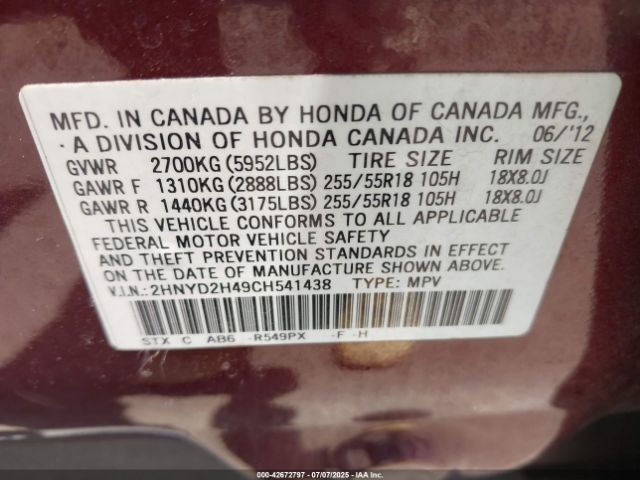 MFD. IN CANADA BY HONDA OF CANADA MFG.,
A DIVISION OF HONDA CANADA INC. 06/'12
GVWR 2700KG (5952LBS) TIRE SIZE RIM SIZE
GAWR F 1310KG (2888LBS) 255/55R18 105H 18X8.0J
GAWR R 1440KG (3175LBS) 255/55R18 105H 18X8.0J
THIS VEHICLE CONFORMS TO ALL APPLICABLE
FEDERAL MOTOR VEHICLE SAFETY
AND THEFT PREVENTION STANDARDS IN EFFECT
ON THE DATE OF MANUFACTURE SHOWN ABOVE.
V.I.N.: 2HNYD2H49CH541438 TYPE: MPV
STX C AB6 -R549PX -F -H
000-42672797 - 07/07/2025 - IAA Inc.